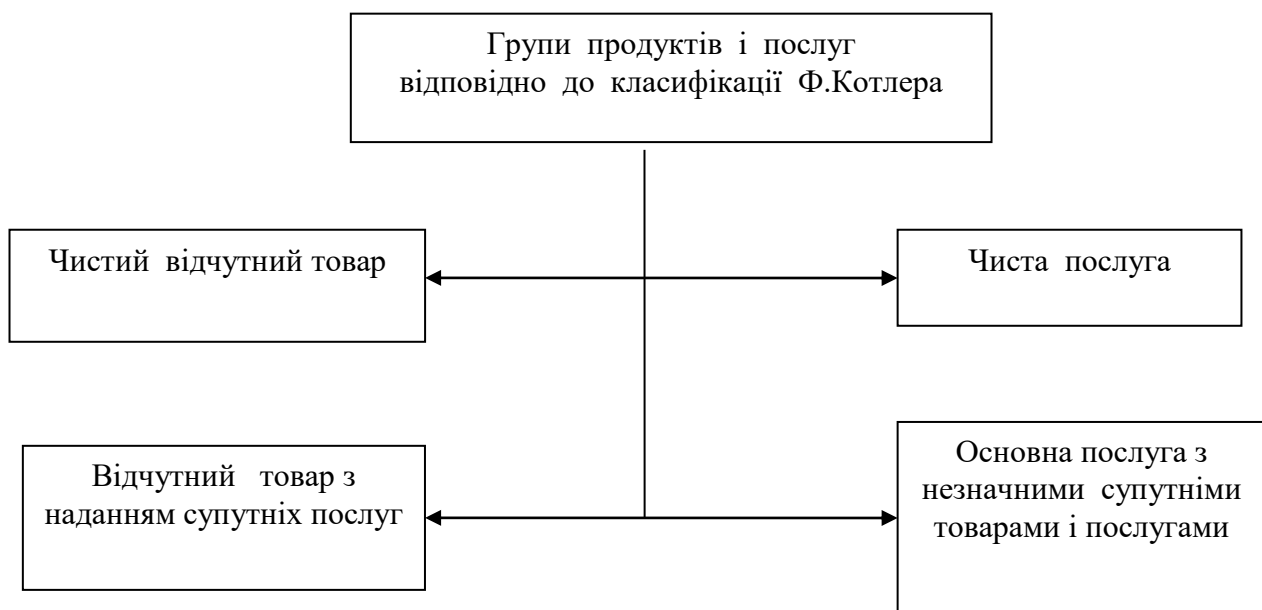 Групи продуктів і послуг
відповідно до класифікації Ф.Котлера
Чистий відчутний товар
Чиста послуга
Відчутний товар з
наданням супутніх послуг
Основна послуга з
незначними супутніми
товарами і послугами